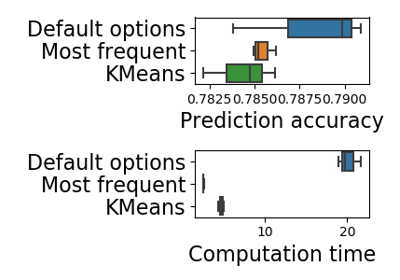 Default options
Most frequent
KMeans
0.7825 0.7850 0.7875 0.7900
Prediction accuracy
Default options
Most frequent
KMeans
10 20
Computation time